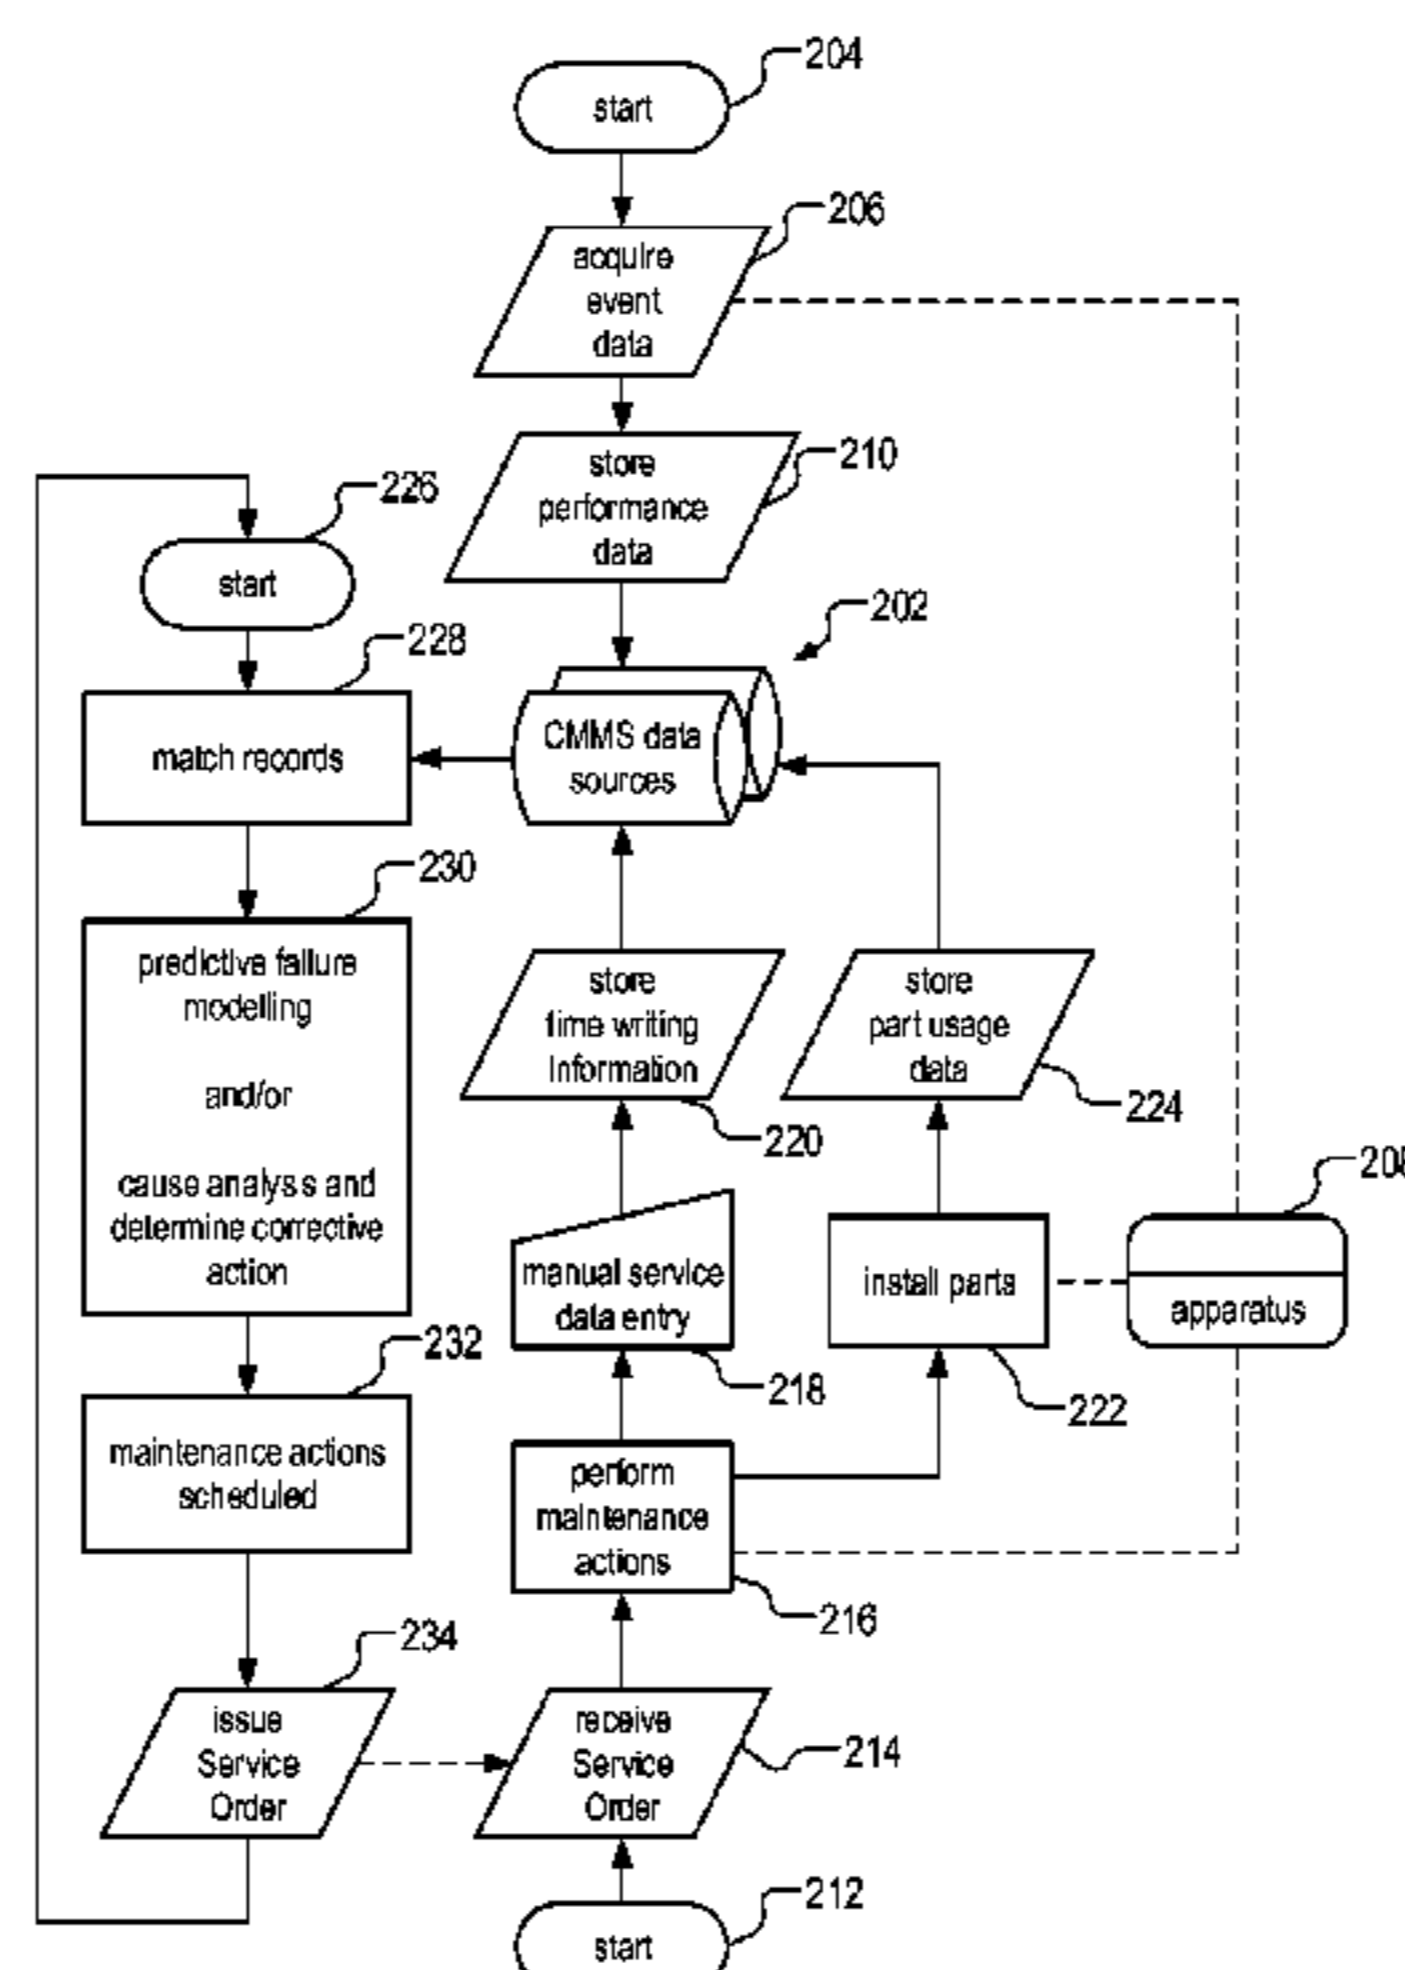 204
start
206
acquire
event
data
210
store
performance
data
226
start
202
228
match records
CMMS data
sources
230
predictive failure
modelling
and/or
cause analysis and
determine corrective
action
store
time writing
Information
220
store
part usage
data
224
208
manual service
data entry
218
install parts
222
apparatus
232
maintenance actions
scheduled
perform
maintenance
actions
216
234
issue
Service
Order
receive
Service
Order
214
212
start